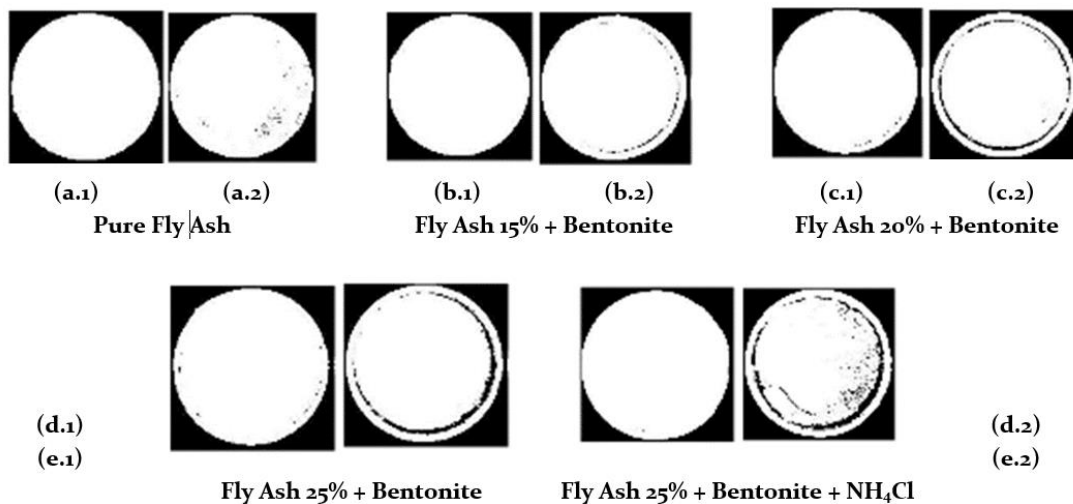 (a.1) (a.2) (b.1) (b.2) (c.1) (c.2)
Pure Fly Ash Fly Ash 15% + Bentonite Fly Ash 20% + Bentonite
(d.1) (d.2)
(e.1) (e.2)
Fly Ash 25% + Bentonite Fly Ash 25% + Bentonite + NH₄Cl